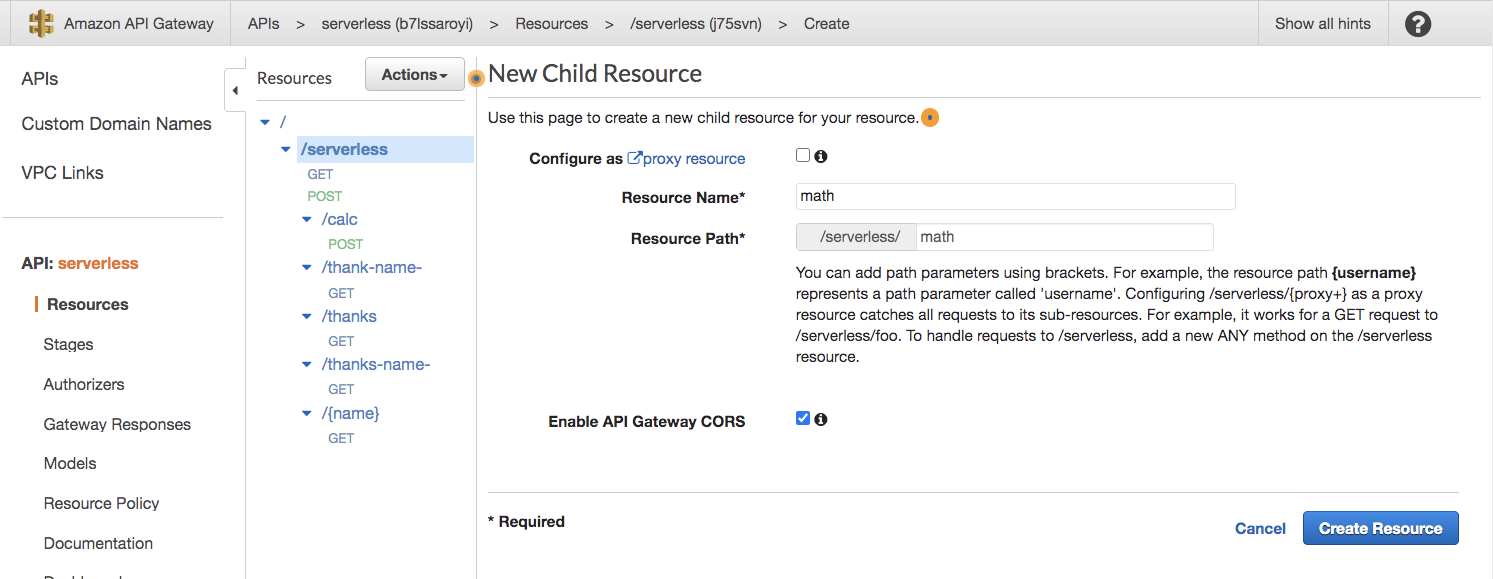 Amazon API Gateway
APIs > serverless (b7lssaroyi) > Resources > /serverless (j75svn) > Create
Show all hints
?
APIs
Custom Domain Names
VPC Links
API: serverless
Resources
Stages
Authorizers
Gateway Responses
Models
Resource Policy
Documentation
Resources
Actions
/
/serverless
GET
POST
/calc
POST
/thank-name-
GET
/thanks
GET
/thanks-name-
GET
/{name}
GET
New Child Resource
Use this page to create a new child resource for your resource.
Configure as proxy resource
Resource Name*
math
Resource Path*
/serverless/ math
You can add path parameters using brackets. For example, the resource path {username}
represents a path parameter called 'username'. Configuring /serverless/{proxy+} as a proxy
resource catches all requests to its sub-resources. For example, it works for a GET request to
/serverless/foo. To handle requests to /serverless, add a new ANY method on the /serverless
resource.
Enable API Gateway CORS
* Required
Cancel
Create Resource